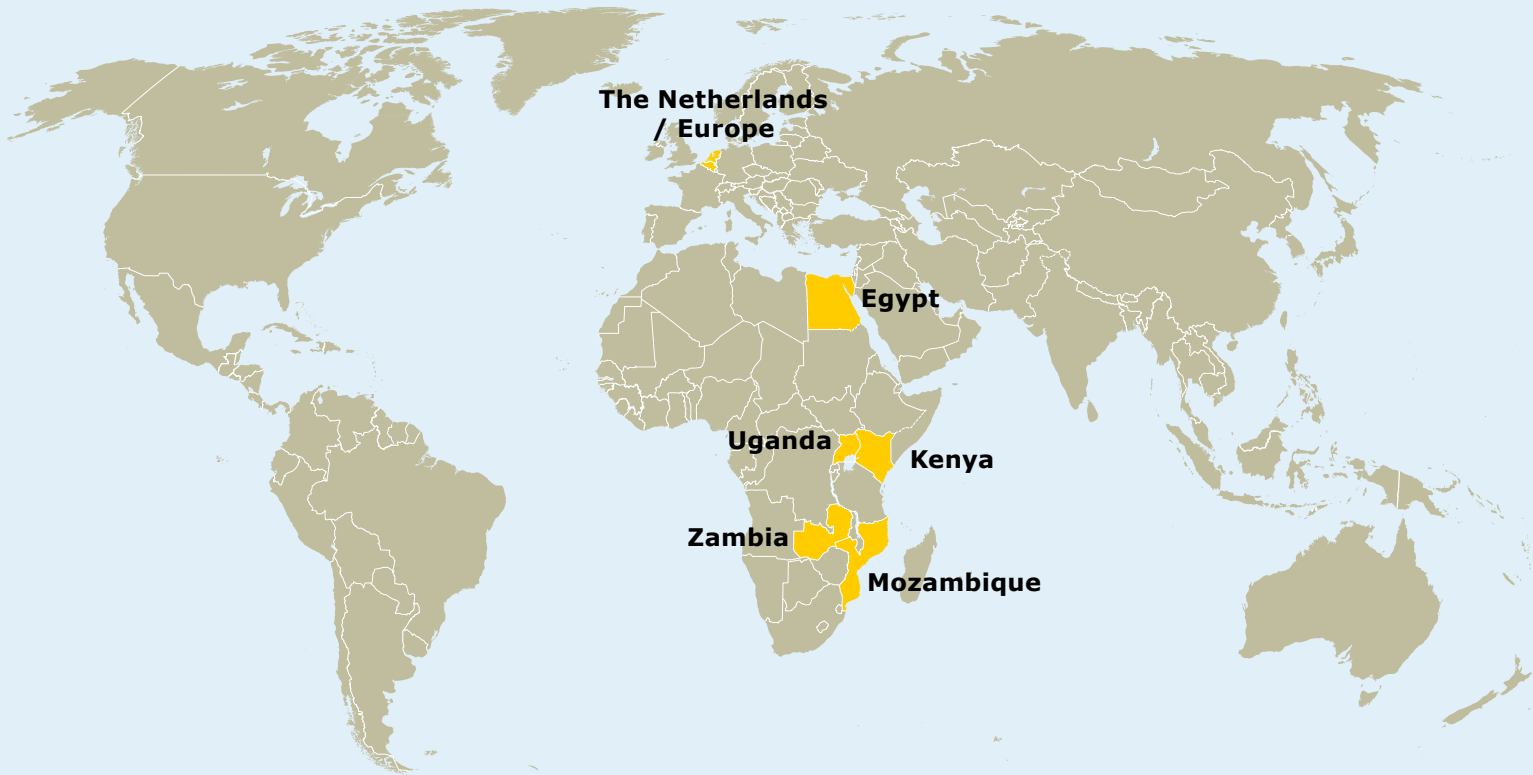 The Netherlands
/ Europe
Egypt
Uganda
Kenya
Zambia
Mozambique